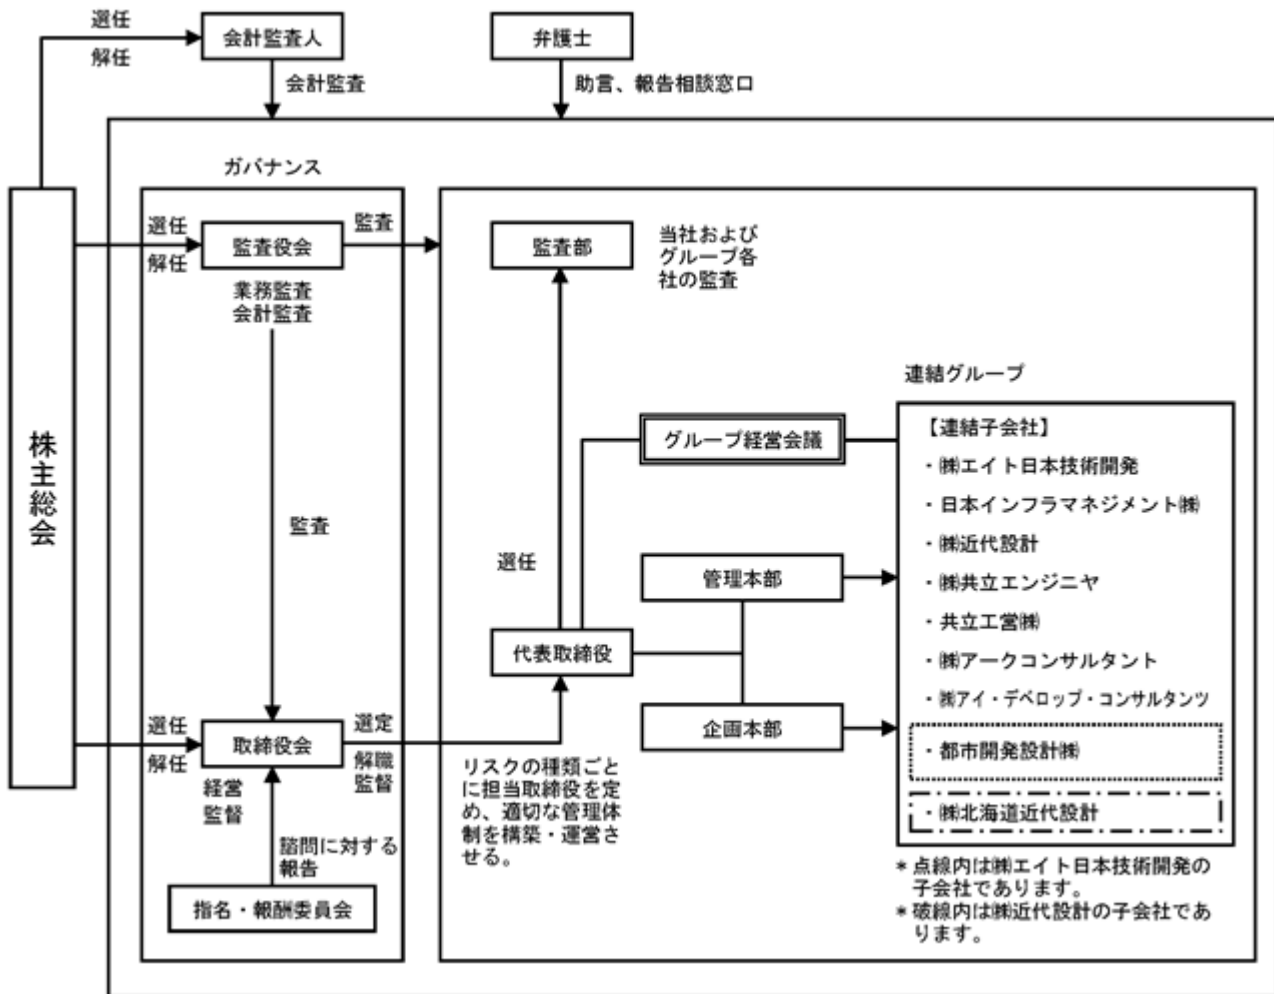 選任
解任
会計監査人
会計監査
弁護士
助言、報告相談窓口
ガバナンス
株主総会
選任
解任
監査役会
業務監査
会計監査
監査
監査部
当社および
グループ各
社の監査
連結グループ
グループ経営会議
【連結子会社】
・㈱エイト日本技術開発
・日本インフラマネジメント㈱
・㈱近代設計
・㈱共立エンジニヤ
・共立工営㈱
・㈱アークコンサルタント
・㈱アイ・デベロップ・コンサルタンツ
・都市開発設計㈱
・㈱北海道近代設計
監査
選任
管理本部
代表取締役
企画本部
選任
解任
取締役会
経営
監督
選定
解職
監督
リスクの種類ごと
に担当取締役を定
め、適切な管理体
制を構築・運営さ
せる。
諮問に対する
報告
指名・報酬委員会
＊点線内は㈱エイト日本技術開発の
子会社であります。
＊破線内は㈱近代設計の子会社であ
ります。